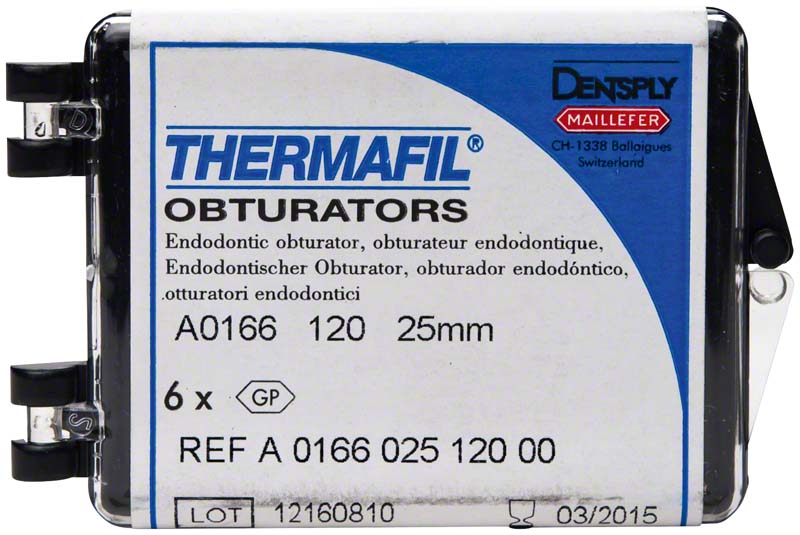 DENSPLY
MAILLEFER
CH-1338 Ballaigues
Switzerland
THERMAFIL®
OBTURATORS
Endodontic obturator, obturateur endodontique,
Endodontischer Obturator, obturador endodóntico,
.otturatori endodontici
A0166 120 25mm
6 x GP
REF A 0166 025 120 00
LOT 12160810 03/2015